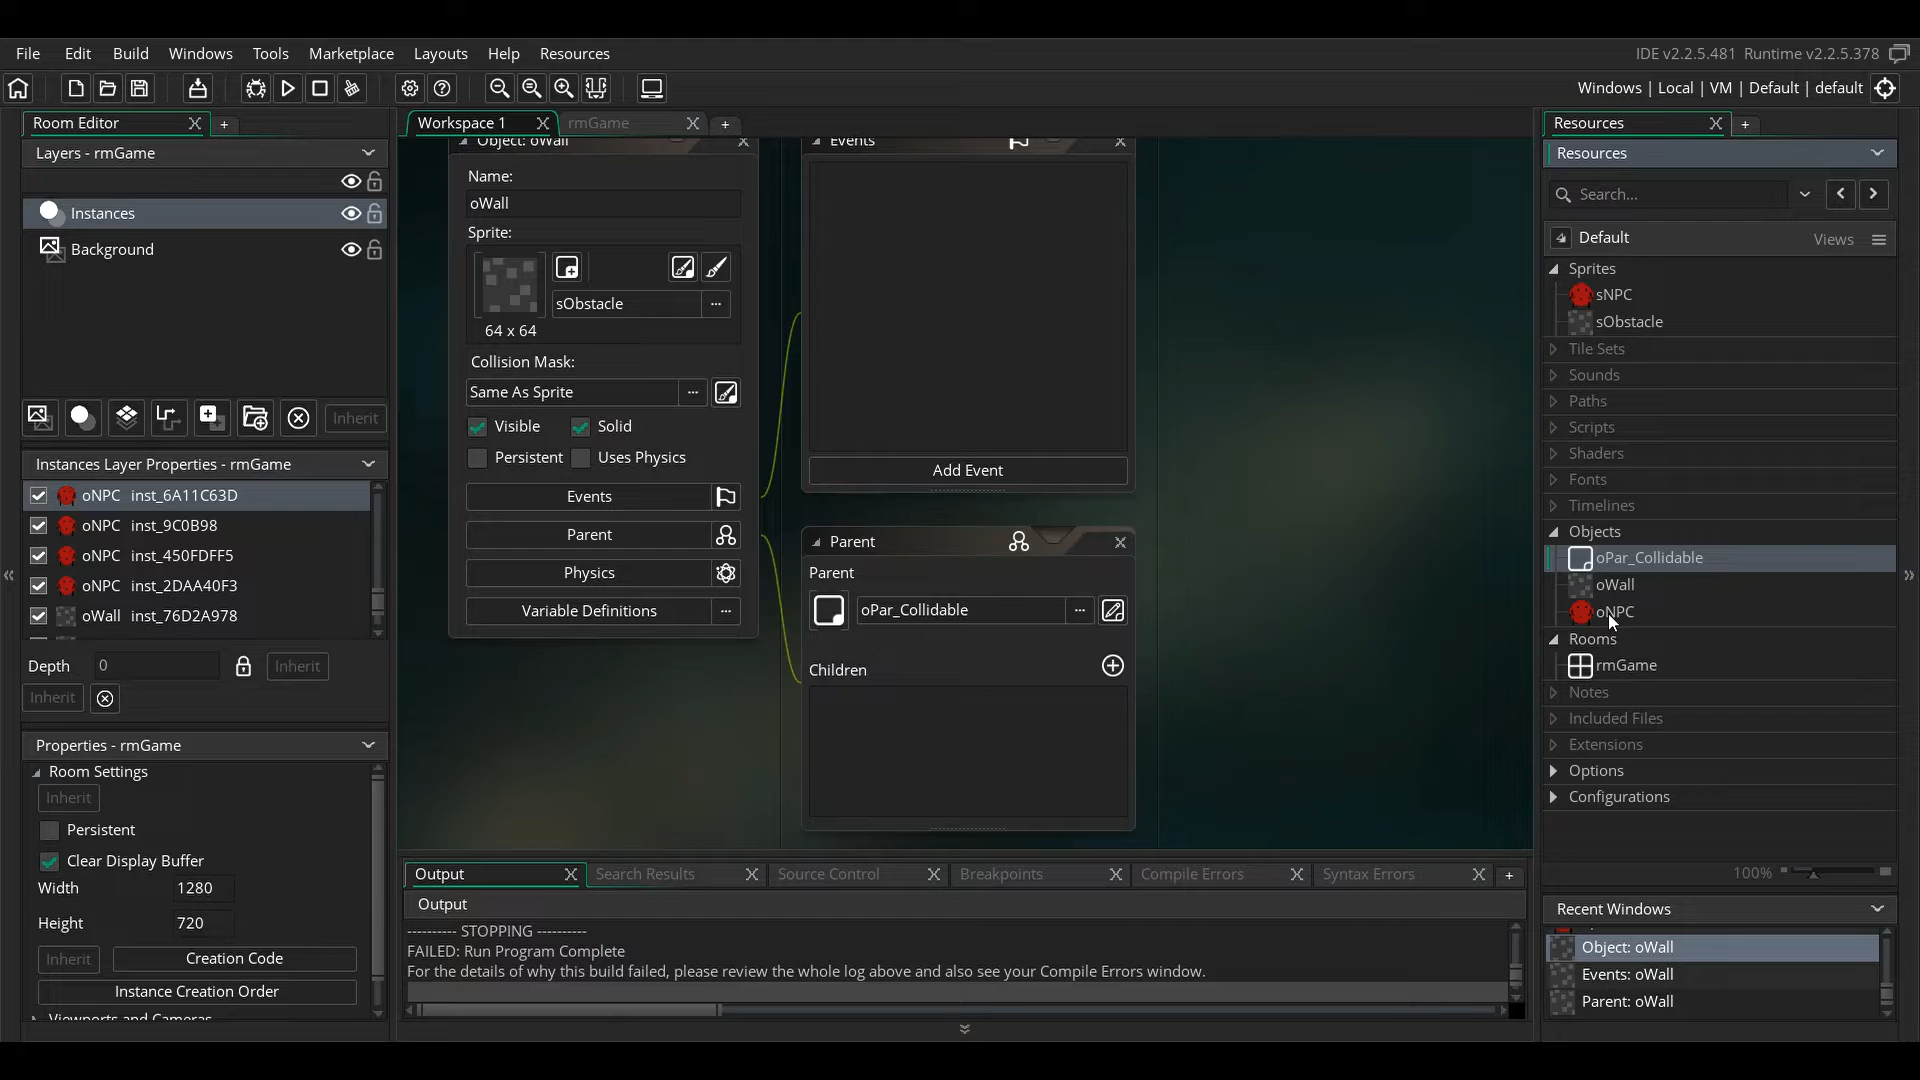 File Edit Build Windows Tools Marketplace Layouts Help Resources
IDE v2.2.5.481 Runtime v2.2.5.378
Windows | Local | VM | Default | default
Room Editor
Layers - rmGame
Instances
Background
Inherit
Instances Layer Properties - rmGame
oNPC inst_6A11C63D
oNPC inst_9C0B98
oNPC inst_450FDFF5
oNPC inst_2DAA40F3
oWall inst_76D2A978
Depth 0 Inherit
Inherit
Properties - rmGame
Room Settings
Inherit
Persistent
Clear Display Buffer
Width 1280
Height 720
Inherit Creation Code
Instance Creation Order
Viewports and Cameras
Workspace 1 rmGame
Object: oWall
Name:
oWall
Sprite:
sObstacle
64 x 64
Collision Mask:
Same As Sprite
Visible Solid
Persistent Uses Physics
Events
Parent
Physics
Variable Definitions
Events
Add Event
Parent
Parent
oPar_Collidable
Children
Output Search Results Source Control Breakpoints Compile Errors Syntax Errors
Output
---------- STOPPING ----------
FAILED: Run Program Complete
For the details of why this build failed, please review the whole log above and also see your Compile Errors window.
Resources
Resources
Search...
Default Views
Sprites
sNPC
sObstacle
Tile Sets
Sounds
Paths
Scripts
Shaders
Fonts
Timelines
Objects
oPar_Collidable
oWall
oNPC
Rooms
rmGame
Notes
Included Files
Extensions
Options
Configurations
100%
Recent Windows
Object: oWall
Events: oWall
Parent: oWall